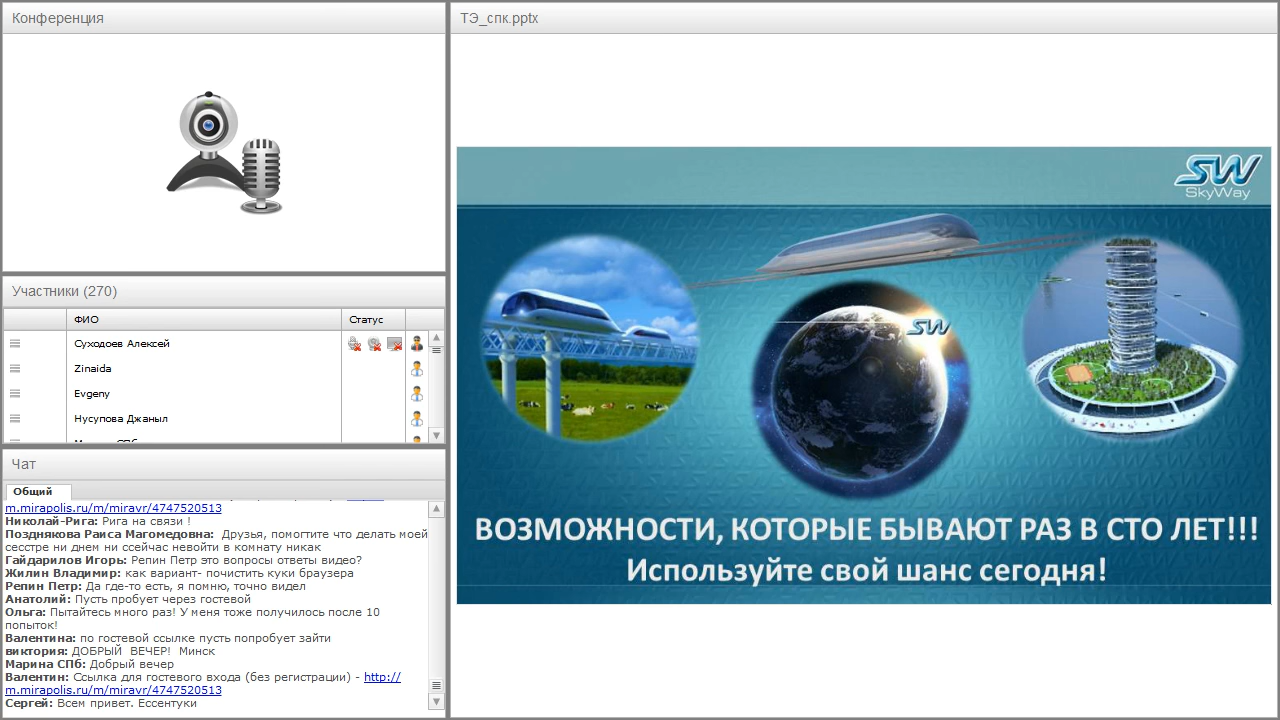 Конференция
Участники (270)
ФИО
Статус
Суходоев Алексей
Zinaida
Evgeny
Нусупова Джаныл
Чат
Общий
m.mirapolis.ru/m/miravr/4747520513
Николай-Рига: Рига на связи !
Позднякова Раиса Магомедовна: Друзья, помогите что делать моей
сесстре ни днем ни ссейчас невойти в комнату никак
Гайдарилов Игорь: Репин Петр это вопросы ответы видео?
Жилин Владимир: как вариант- почистить куки браузера
Репин Петр: Да где-то есть, я помню, точно видел
Анатолий: Пусть пробует через гостевой
Ольга: Пытайтесь много раз! У меня тоже получилось после 10
попыток!
Валентина: по гостевой ссылке пусть попробует зайти
виктория: ДОБРЫЙ ВЕЧЕР! Минск
Марина СПб: Добрый вечер
Валентин: Ссылка для гостевого входа (без регистрации) - http://
m.mirapolis.ru/m/miravr/4747520513
Сергей: Всем привет. Ессентуки
ТЭ_спк.pptx
SW
SkyWay
SW
ВОЗМОЖНОСТИ, КОТОРЫЕ БЫВАЮТ РАЗ В СТО ЛЕТ!!!
Используйте свой шанс сегодня!